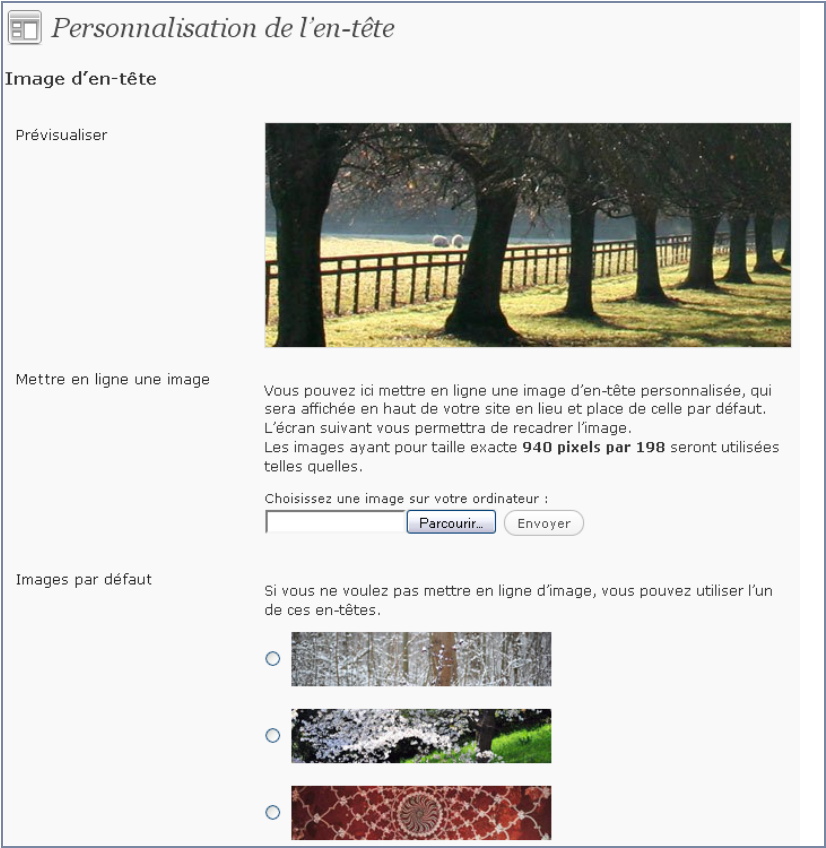 Personnalisation de l’en-tête
Image d’en-tête
Prévisualiser
Mettre en ligne une image
Vous pouvez ici mettre en ligne une image d’en-tête personnalisée, qui
sera affichée en haut de votre site en lieu et place de celle par défaut.
L’écran suivant vous permettra de recadrer l’image.
Les images ayant pour taille exacte 940 pixels par 198 seront utilisées
telles quelles.
Choisissez une image sur votre ordinateur :
Parcourir... Envoyer
Images par défaut
Si vous ne voulez pas mettre en ligne d’image, vous pouvez utiliser l’un
de ces en-têtes.